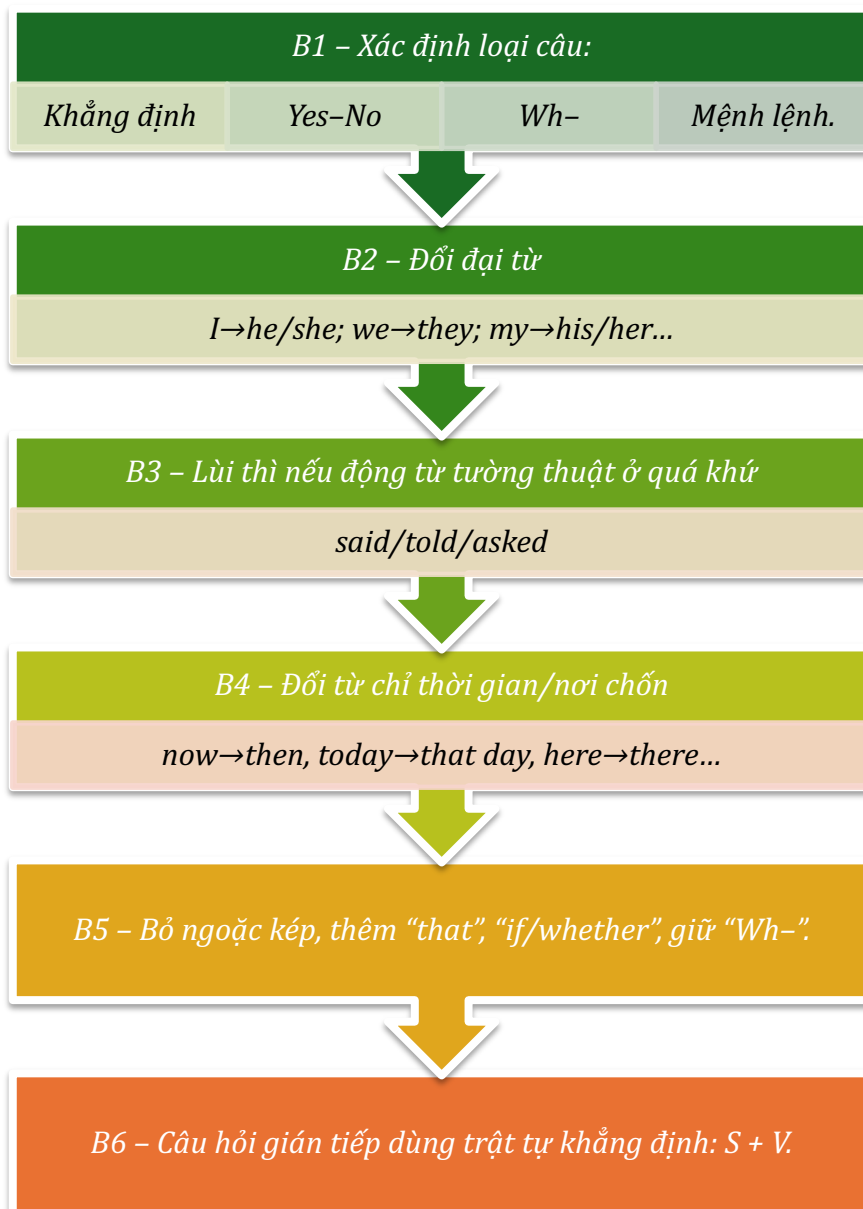 B1 – Xác định loại câu:
Khẳng định
Yes–No
Wh–
Mệnh lệnh.
B2 – Đổi đại từ
I→he/she; we→they; my→his/her…
B3 – Lùi thì nếu động từ tường thuật ở quá khứ
said/told/asked
B4 – Đổi từ chỉ thời gian/nơi chốn
now→then, today→that day, here→there…
B5 – Bỏ ngoặc kép, thêm “that”, “if/whether”, giữ “Wh–”.
B6 – Câu hỏi gián tiếp dùng trật tự khẳng định: S + V.